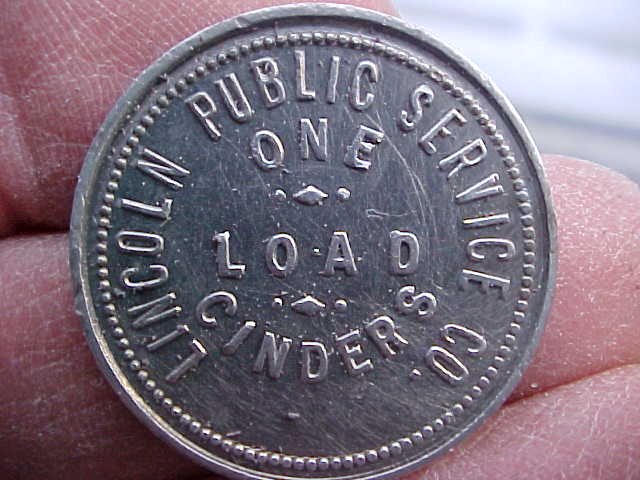 LINCOLN PUBLIC SERVICE CO.
ONE
LOAD
CINDERS